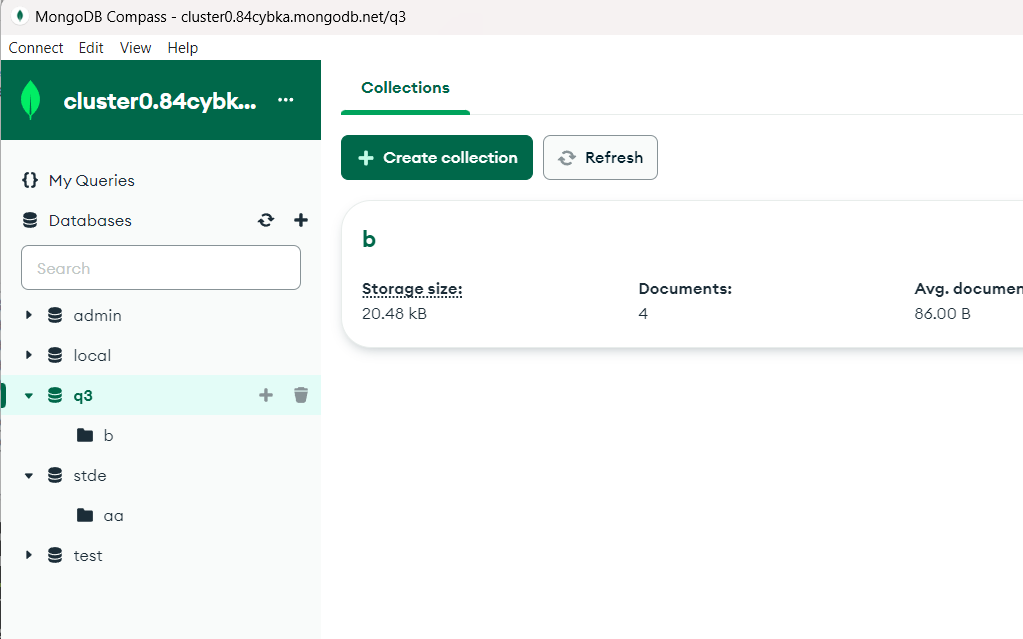 MongoDB Compass - cluster0.84cybka.mongodb.net/q3
Connect Edit View Help
cluster0.84cybk... ...
Collections
Create collection Refresh
{} My Queries
Databases
Search
admin
local
q3
b
stde
aa
test
b
Storage size: Documents: Avg. documen
20.48 kB 4 86.00 B